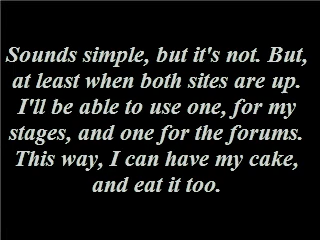 Sounds simple, but it's not. But,
at least when both sites are up.
I'll be able to use one, for my
stages, and one for the forums.
This way, I can have my cake,
and eat it too.